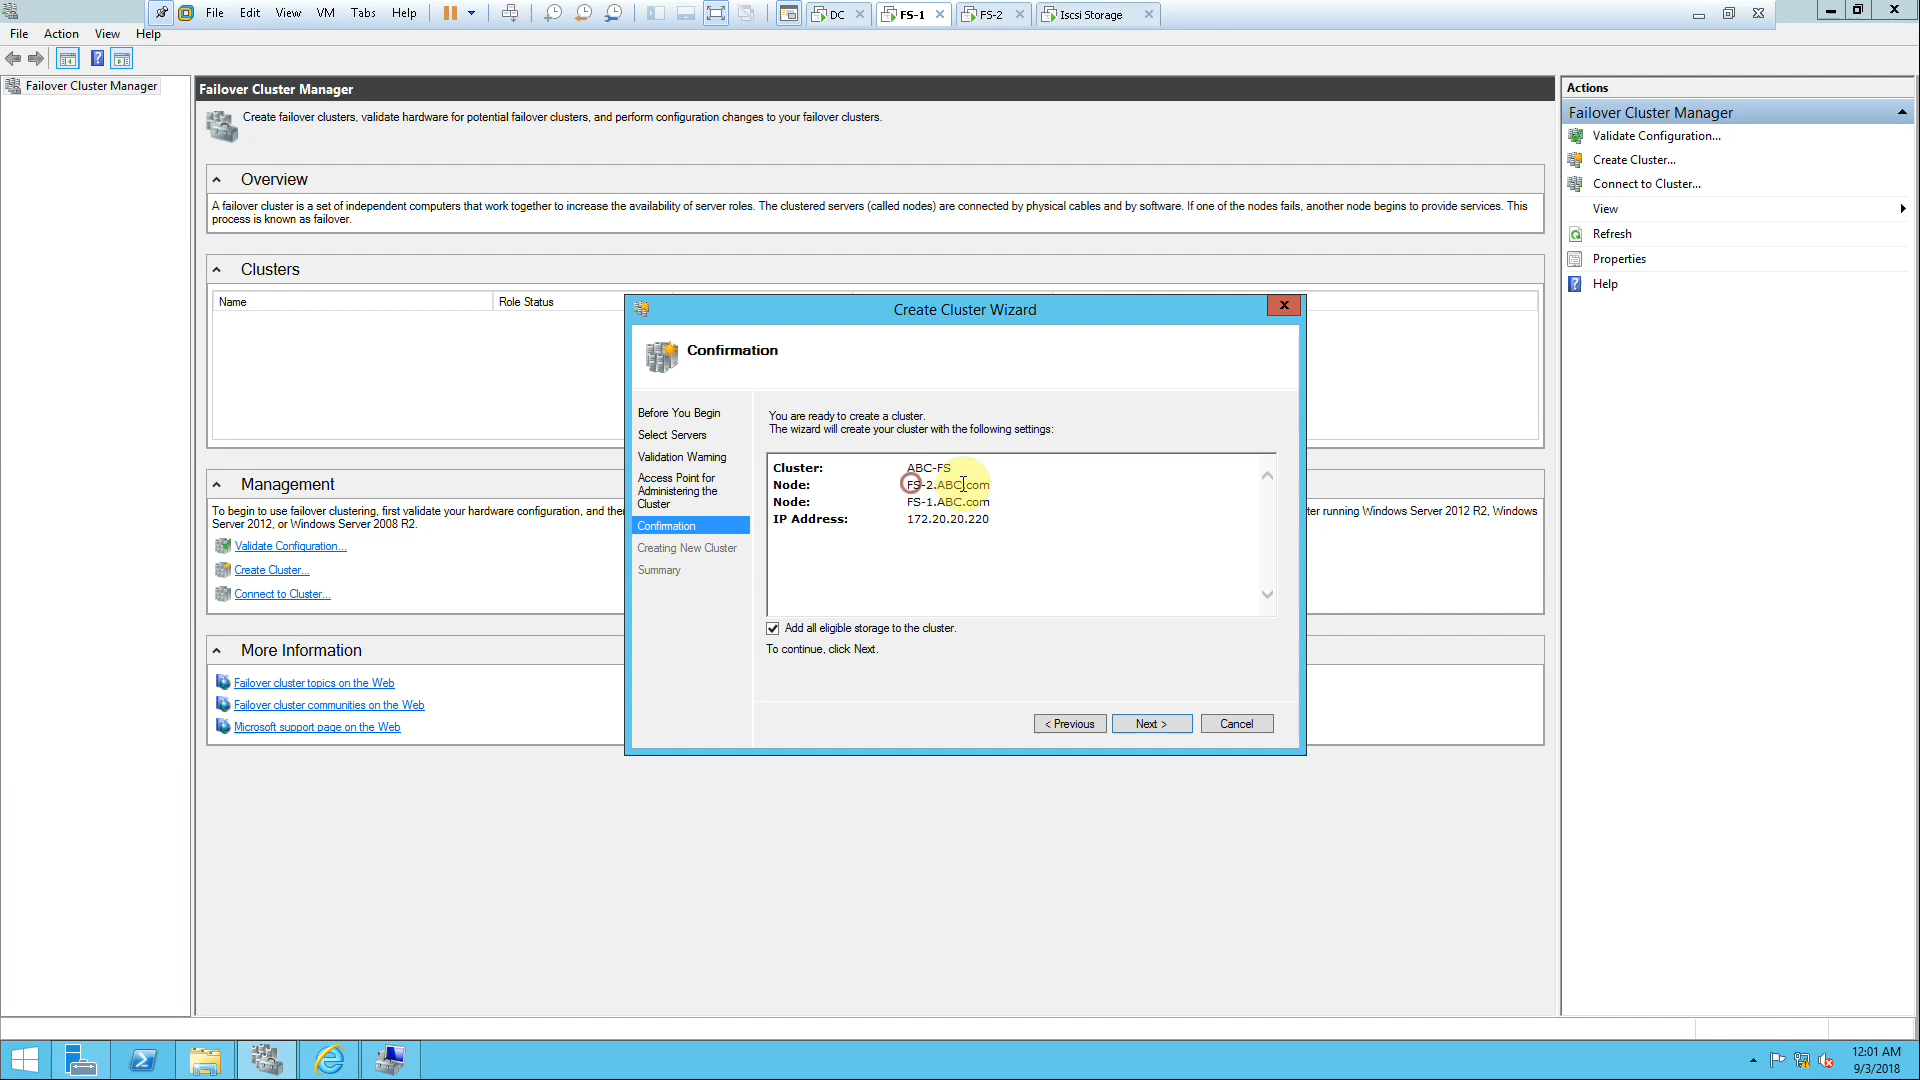 File Edit View VM Tabs Help DC FS-1 FS-2 Iscsi Storage
File Action View Help
Failover Cluster Manager
Failover Cluster Manager
Create failover clusters, validate hardware for potential failover clusters, and perform configuration changes to your failover clusters.
Overview
A failover cluster is a set of independent computers that work together to increase the availability of server roles. The clustered servers (called nodes) are connected by physical cables and by software. If one of the nodes fails, another node begins to provide services. This
process is known as failover.
Clusters
Name Role Status
Management
To begin to use failover clustering, first validate your hardware configuration, and then
ter running Windows Server 2012 R2, Windows
Server 2012, or Windows Server 2008 R2.
Validate Configuration...
Create Cluster...
Connect to Cluster...
More Information
Failover cluster topics on the Web
Failover cluster communities on the Web
Microsoft support page on the Web
Create Cluster Wizard
Confirmation
Before You Begin
Select Servers
Validation Warning
Access Point for
Administering the
Cluster
Confirmation
Creating New Cluster
Summary
You are ready to create a cluster.
The wizard will create your cluster with the following settings:
Cluster: ABC-FS
Node: FS-2.ABC.com
Node: FS-1.ABC.com
IP Address: 172.20.20.220
Add all eligible storage to the cluster.
To continue, click Next.
< Previous Next > Cancel
Actions
Failover Cluster Manager
Validate Configuration...
Create Cluster...
Connect to Cluster...
View
Refresh
Properties
Help
12:01 AM
9/3/2018